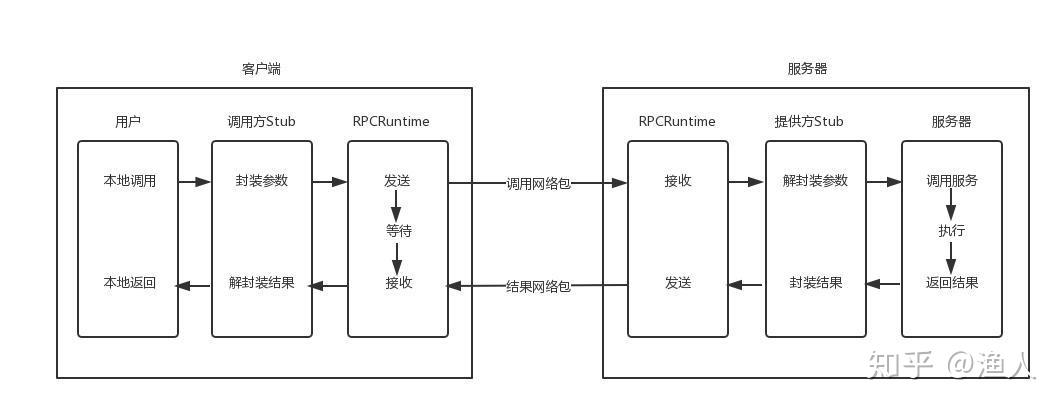 客户端
服务器
用户
调用方Stub
RPCRuntime
RPCRuntime
提供方Stub
服务器
本地调用
封装参数
发送
调用网络包
接收
解封装参数
调用服务
等待
执行
本地返回
解封装结果
接收
结果网络包
发送
封装结果
返回结果
知乎 @渔人